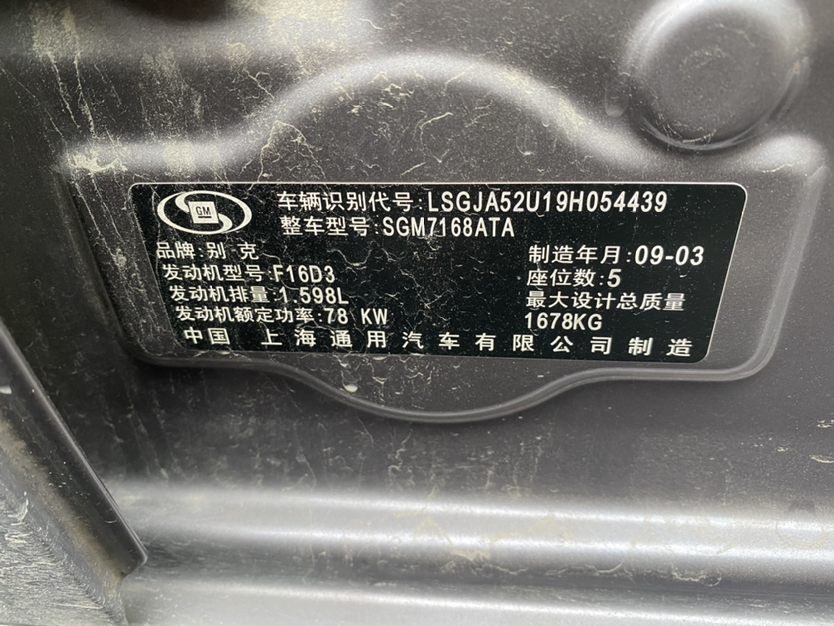 GM
车辆识别代号:LSGJA52U19H054439
整车型号:SGM7168ATA
品牌:别克 制造年月:09-03
发动机型号:F16D3 座位数:5
发动机排量:1.598L 最大设计总质量
发动机额定功率:78 KW 1678KG
中国 上海通用汽车有限公司制造